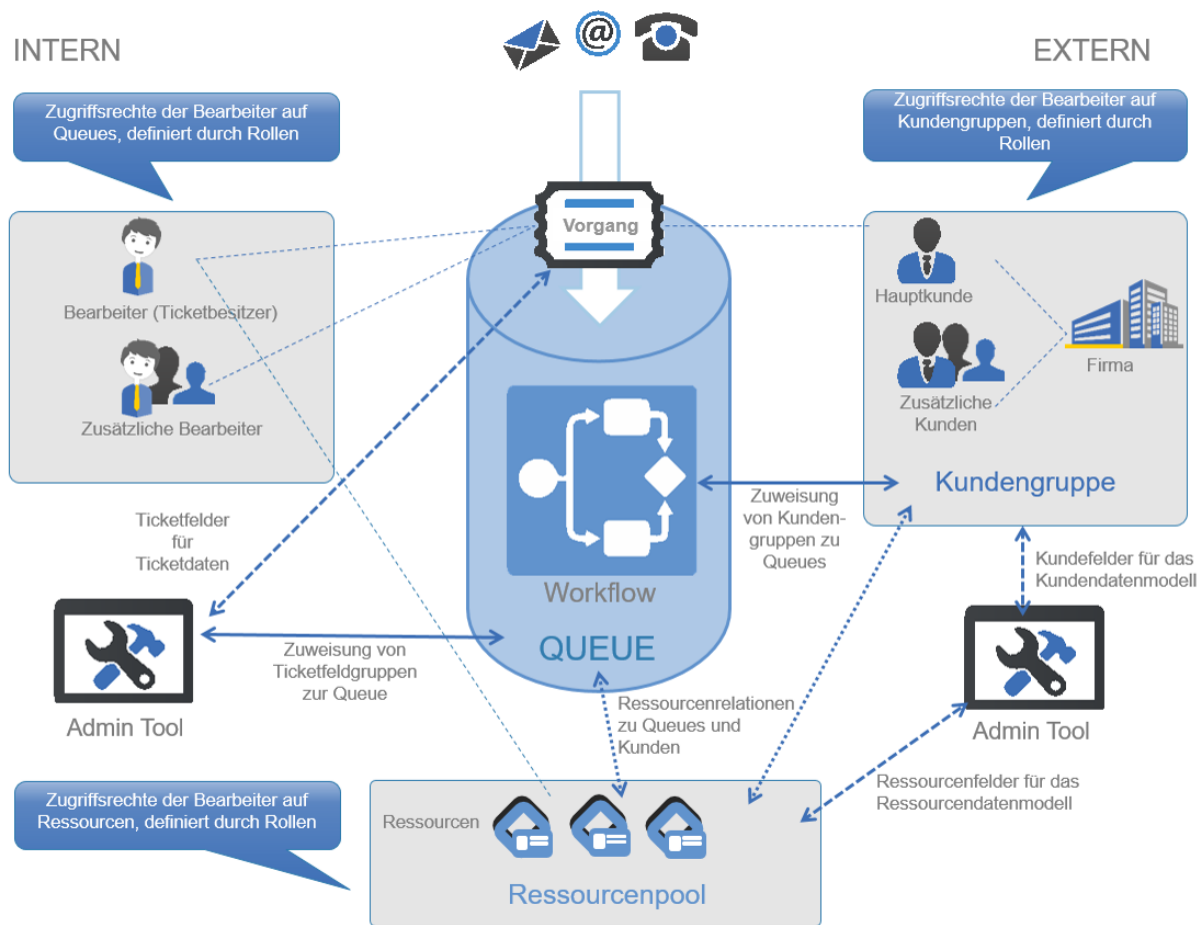 INTERN
@
EXTERN
Zugriffsrechte der Bearbeiter auf
Queues, definiert durch Rollen
Zugriffsrechte der Bearbeiter auf
Kundengruppen, definiert durch
Rollen
Vorgang
Bearbeiter (Ticketbesitzer)
Zusätzliche Bearbeiter
Hauptkunde
Firma
Zusätzliche
Kunden
Kundengruppe
Ticketfelder
für
Ticketdaten
Workflow
QUEUE
Zuweisung
von Kunden-
gruppen zu
Queues
Kundefelder für das
Kundendatenmodell
Admin Tool
Zuweisung von
Ticketfeldgruppen
zur Queue
Ressourcenrelationen
zu Queues und
Kunden
Admin Tool
Ressourcenfelder für das
Ressourcendatenmodell
Zugriffsrechte der Bearbeiter auf
Ressourcen, definiert durch Rollen
Ressourcen
Ressourcenpool